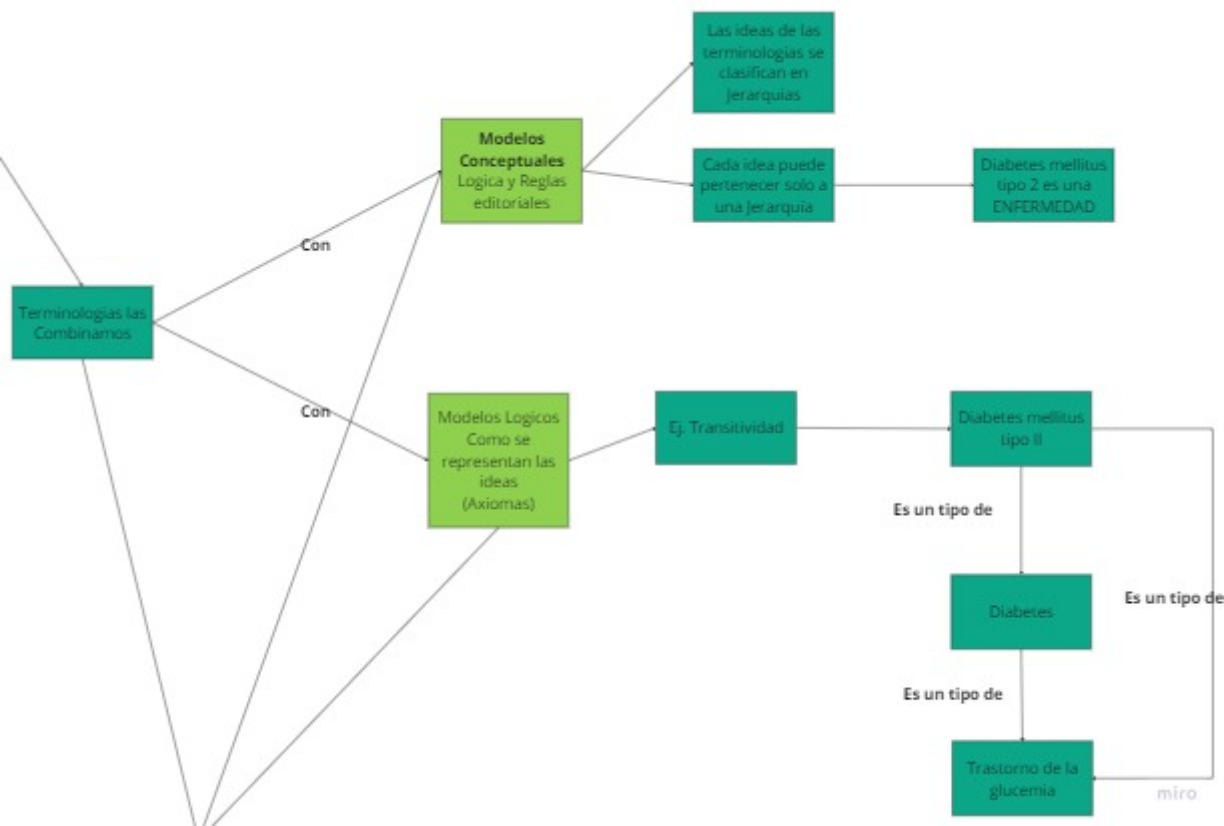 Las ideas de las
terminologias se
clasifican en
Jerarquias
Modelos
Conceptuales
Logica y Reglas
editoriales
Cada idea puede
pertenecer solo a
una Jerarquía
Diabetes mellitus
tipo 2 es una
ENFERMEDAD
Con
Terminologias las
Combinamos
Con
Modelos Logicos
Como se
representan las
ideas
(Axiomas)
Ej. Transitividad
Diabetes mellitus
tipo II
Es un tipo de
Diabetes
Es un tipo de
Es un tipo de
Trastorno de la
glucemia
miro